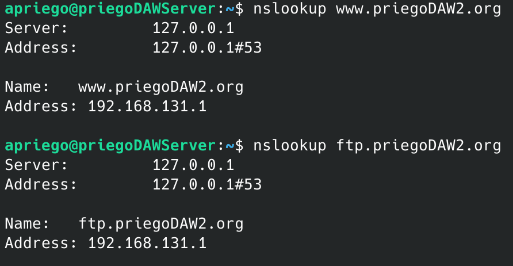 apriego@priegoDAWServer:~$ nslookup www.priegoDAW2.org
Server:         127.0.0.1
Address:        127.0.0.1#53

Name:   www.priegoDAW2.org
Address: 192.168.131.1

apriego@priegoDAWServer:~$ nslookup ftp.priegoDAW2.org
Server:         127.0.0.1
Address:        127.0.0.1#53

Name:   ftp.priegoDAW2.org
Address: 192.168.131.1